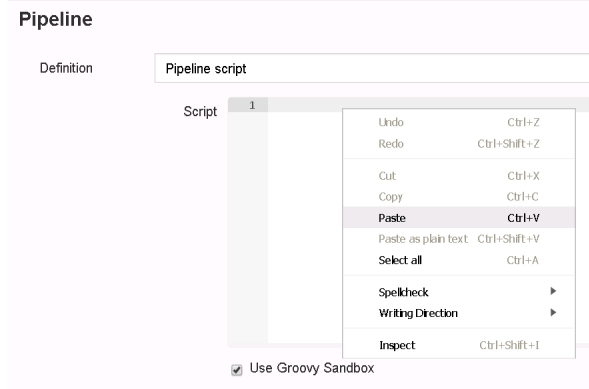 Pipeline
Definition
Pipeline script
Script
1
Undo Ctrl+Z
Redo Ctrl+Shift+Z
Cut Ctrl+X
Copy Ctrl+C
Paste Ctrl+V
Paste as plain text Ctrl+Shift+V
Select all Ctrl+A
Spellcheck
Writing Direction
Inspect Ctrl+Shift+I
Use Groovy Sandbox